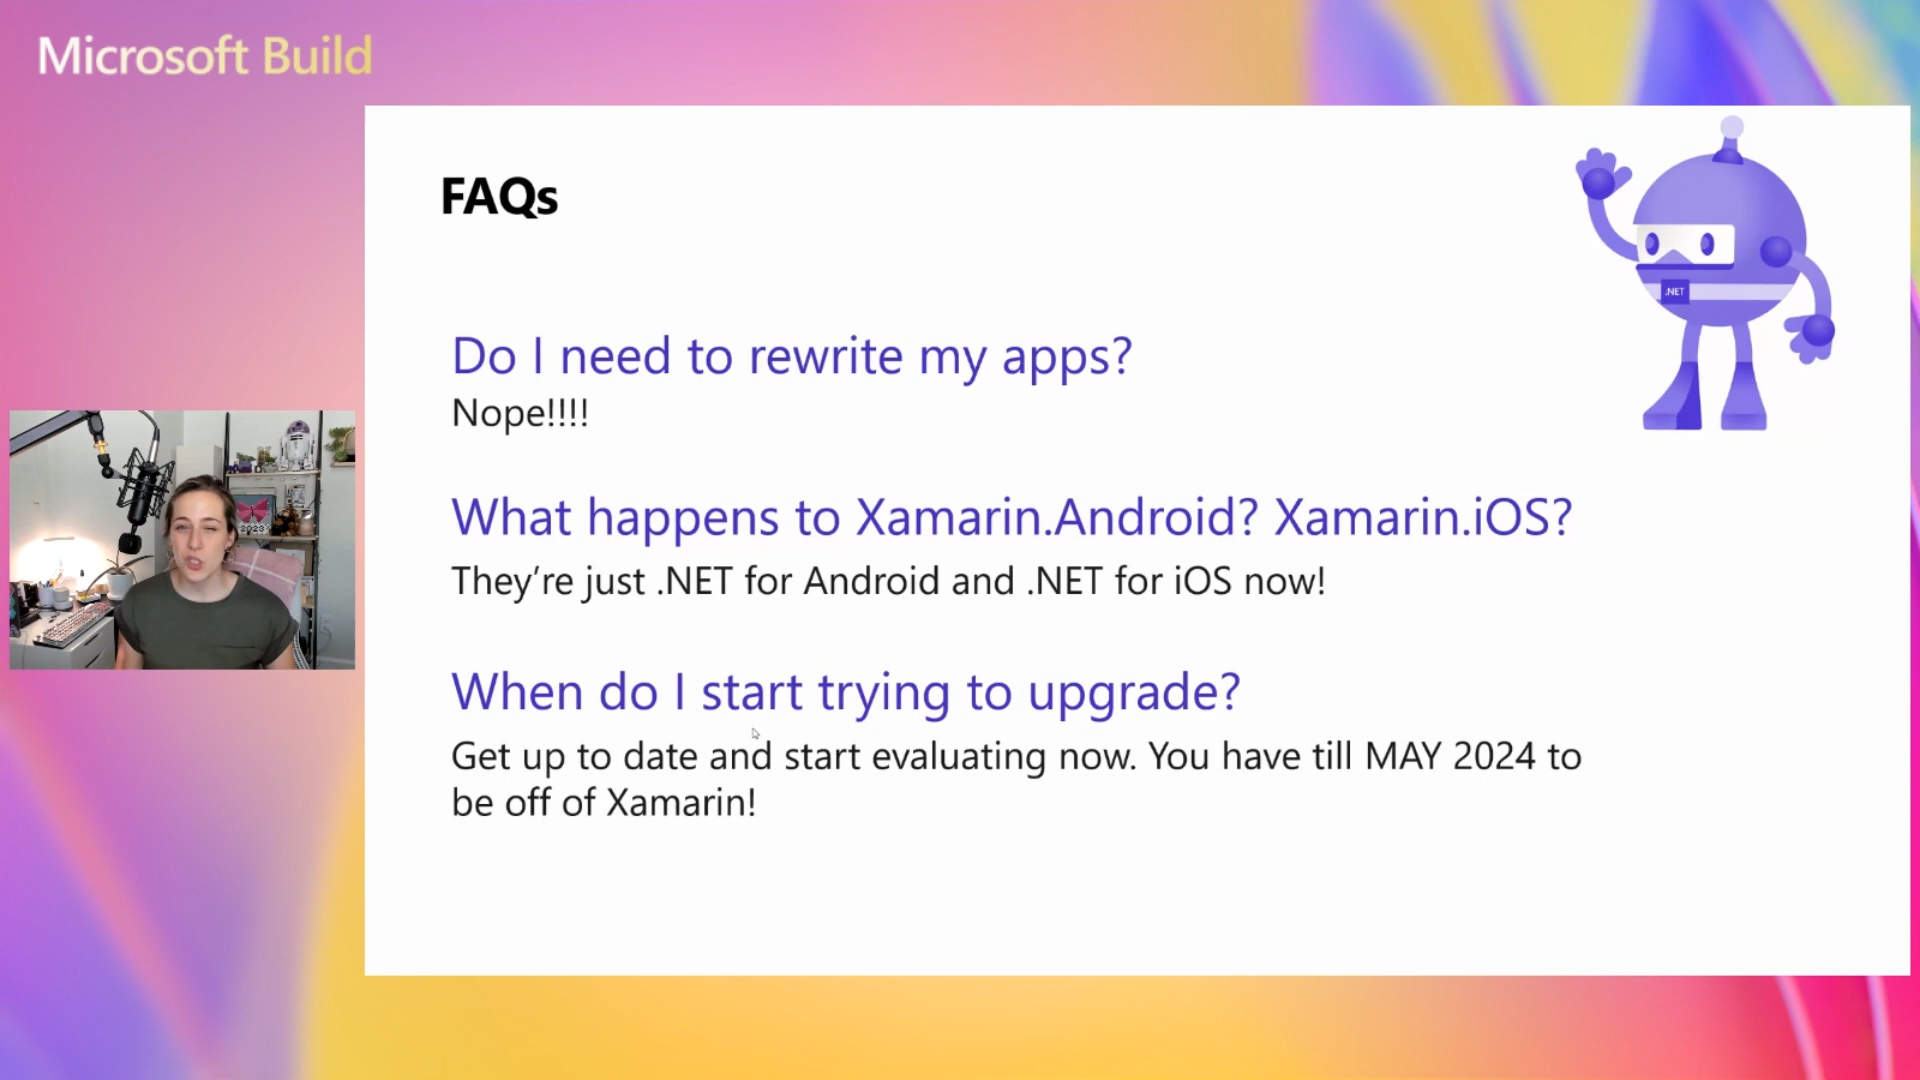 Microsoft Build
FAQs
.NET
Do I need to rewrite my apps?
Nope!!!!
What happens to Xamarin.Android? Xamarin.iOS?
They’re just .NET for Android and .NET for iOS now!
When do I start trying to upgrade?
Get up to date and start evaluating now. You have till MAY 2024 to
be off of Xamarin!
2023